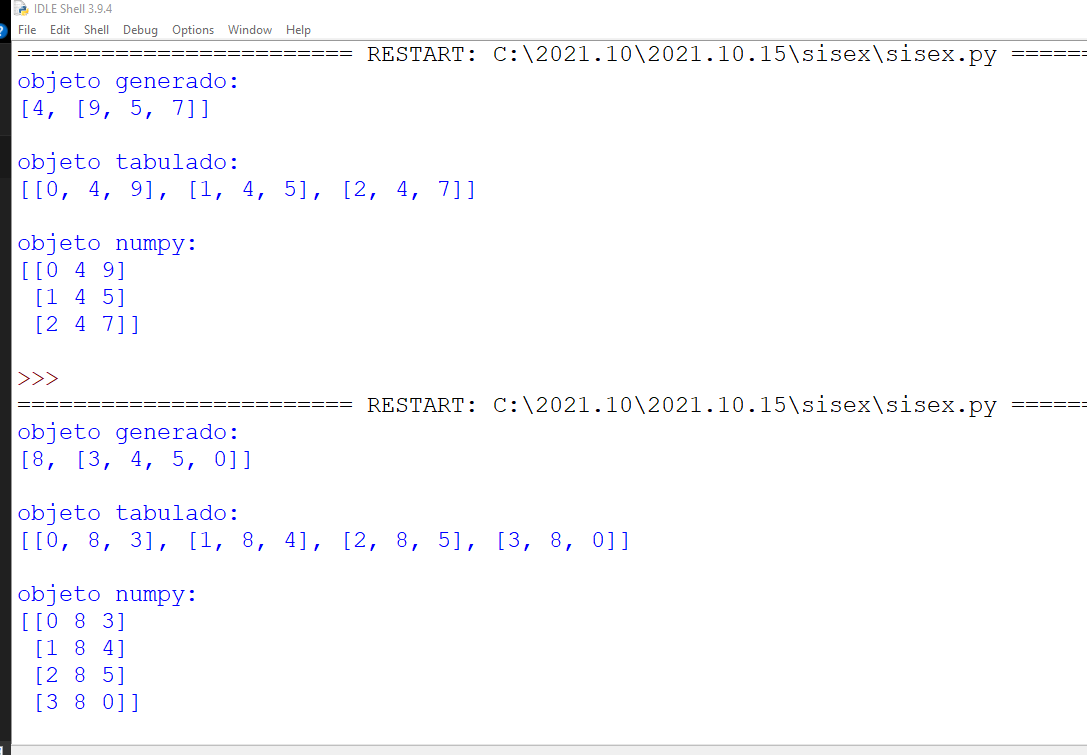 IDLE Shell 3.9.4
File Edit Shell Debug Options Window Help
======================== RESTART: C:\2021.10\2021.10.15\sisex\sisex.py ======
objeto generado:
[4, [9, 5, 7]]
objeto tabulado:
[[0, 4, 9], [1, 4, 5], [2, 4, 7]]
objeto numpy:
[[0 4 9]
 [1 4 5]
 [2 4 7]]
>>>
======================== RESTART: C:\2021.10\2021.10.15\sisex\sisex.py ======
objeto generado:
[8, [3, 4, 5, 0]]
objeto tabulado:
[[0, 8, 3], [1, 8, 4], [2, 8, 5], [3, 8, 0]]
objeto numpy:
[[0 8 3]
 [1 8 4]
 [2 8 5]
 [3 8 0]]